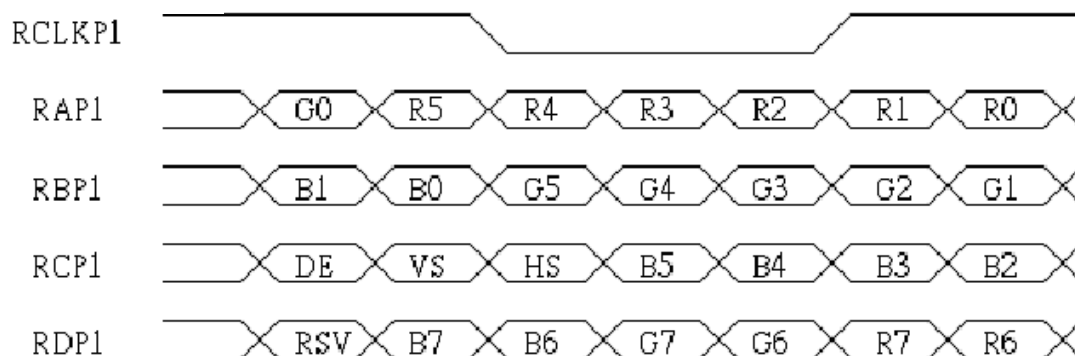 RCLKP1
RAP1 G0 R5 R4 R3 R2 R1 R0
RBP1 B1 B0 G5 G4 G3 G2 G1
RCP1 DE VS HS B5 B4 B3 B2
RDP1 RSV B7 B6 G7 G6 R7 R6